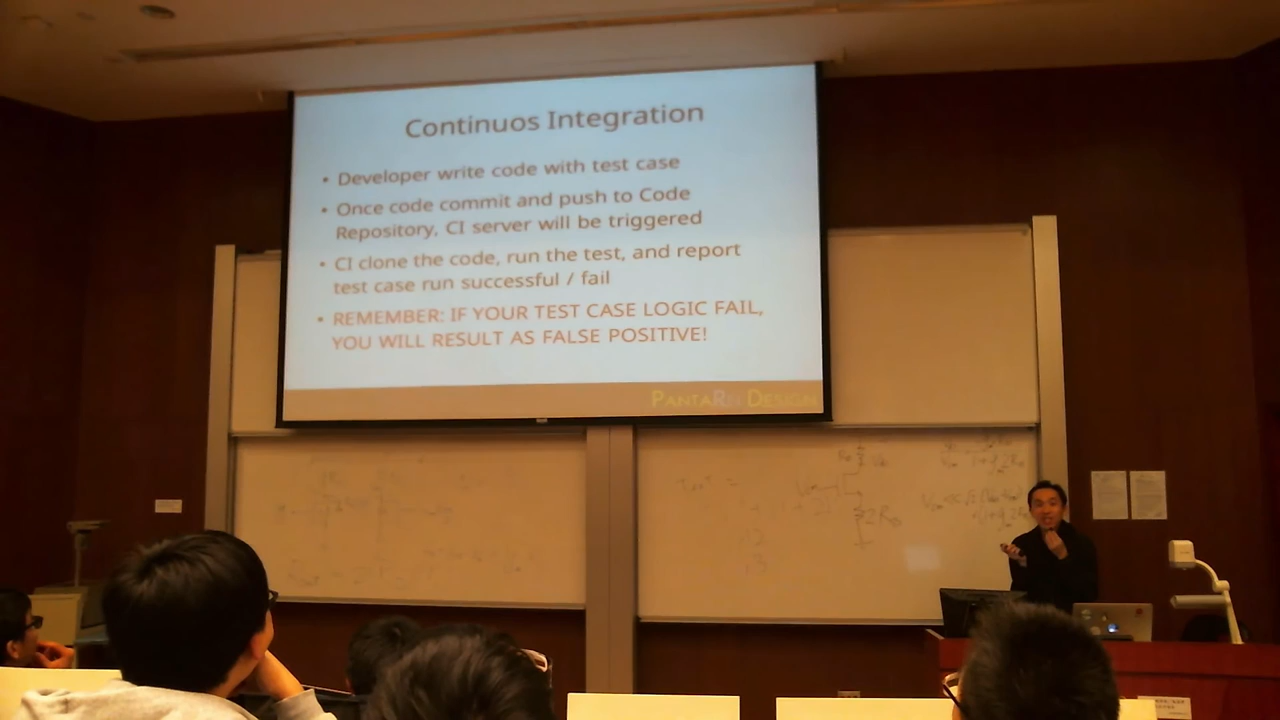 Continuos Integration
• Developer write code with test case
• Once code commit and push to Code
Repository, CI server will be triggered
• CI clone the code, run the test, and report
test case run successful / fail
• REMEMBER: IF YOUR TEST CASE LOGIC FAIL,
YOU WILL RESULT AS FALSE POSITIVE!
PANTAREI DESIGN
2R